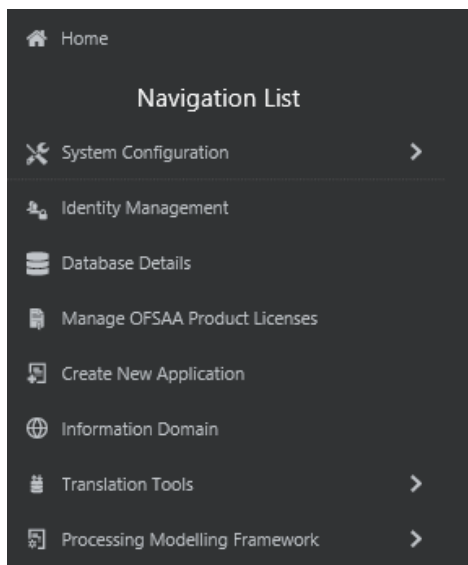 Home
Navigation List
System Configuration
Identity Management
Database Details
Manage OFSAA Product Licenses
Create New Application
Information Domain
Translation Tools
Processing Modelling Framework